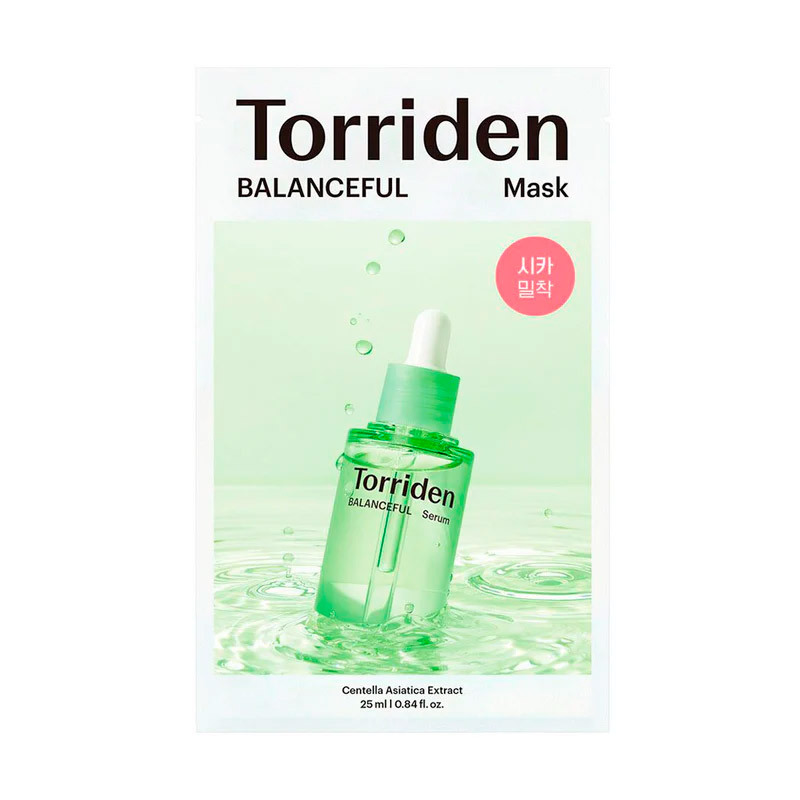 Torriden
BALANCEFUL Mask
시카
밀착
Torriden
BALANCEFUL Serum
Centella Asiatica Extract
25 ml l 0.84 fl. oz.